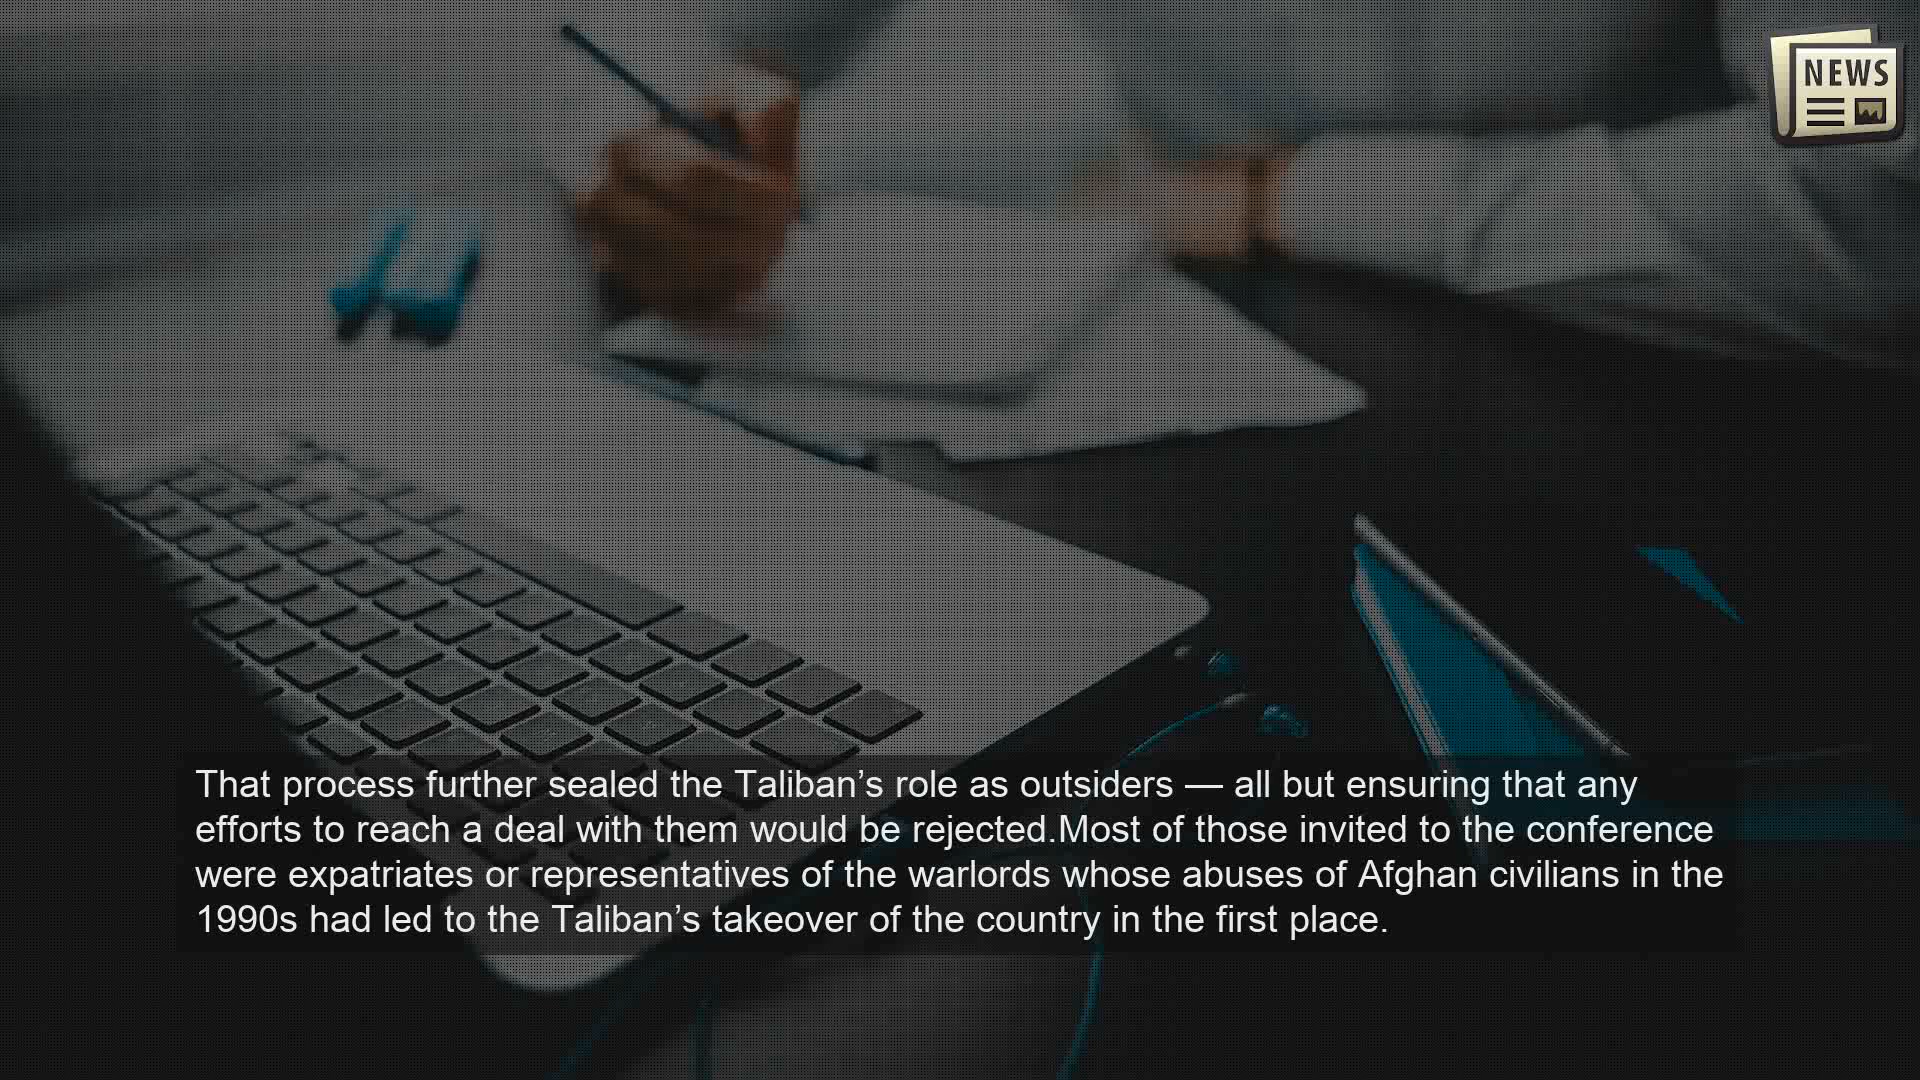 NEWS
That process further sealed the Taliban’s role as outsiders — all but ensuring that any
efforts to reach a deal with them would be rejected.Most of those invited to the conference
were expatriates or representatives of the warlords whose abuses of Afghan civilians in the
1990s had led to the Taliban’s takeover of the country in the first place.